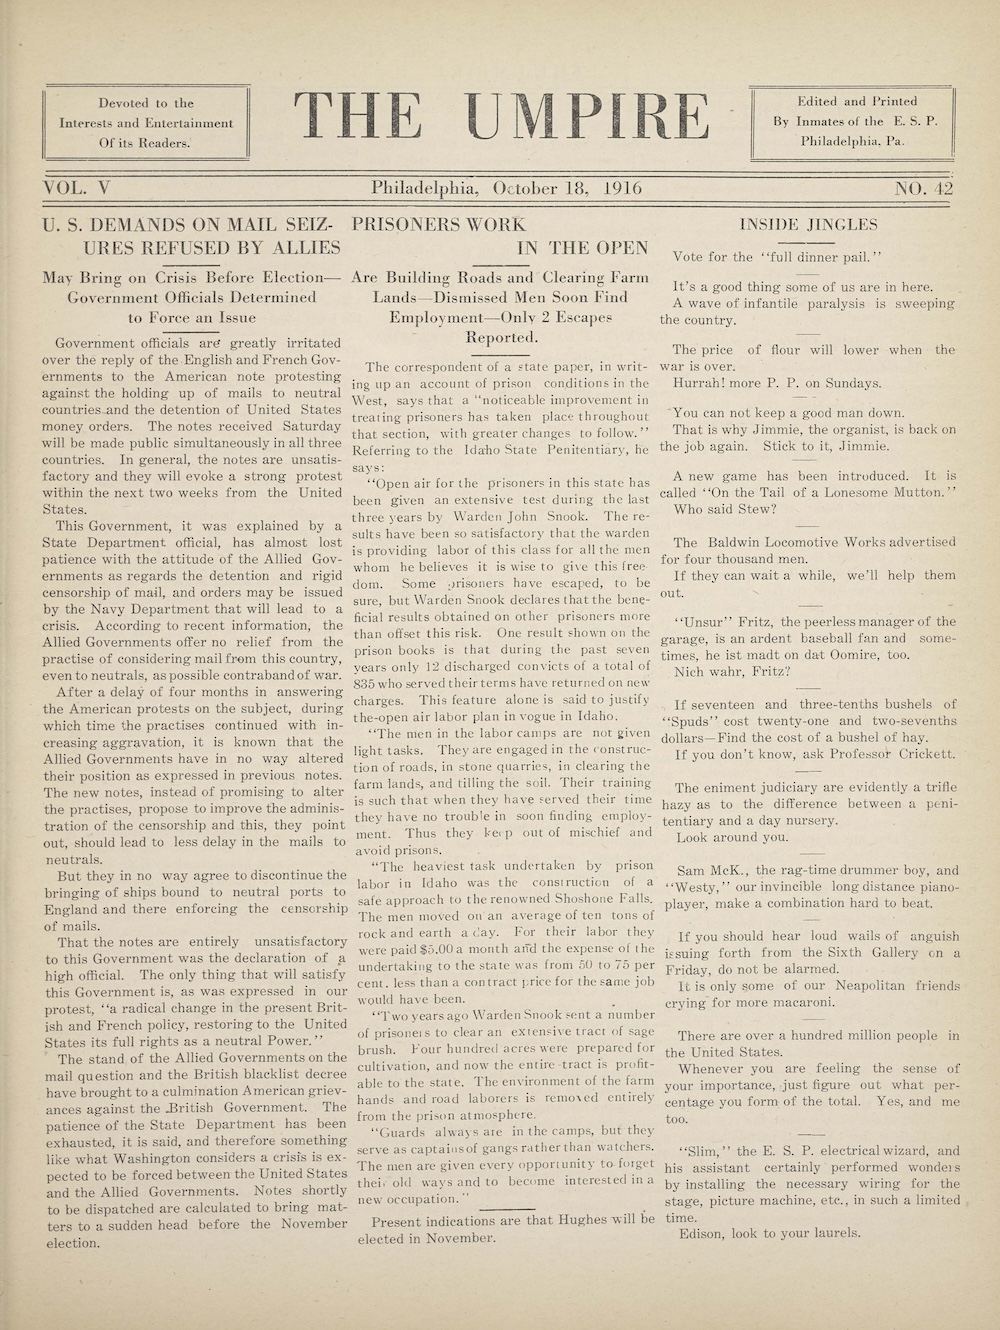 Devoted to the
Interests and Entertainment
Of its Readers.
THE UMPIRE
Edited and Printed
By Inmates of the E. S. P.
Philadelphia, Pa.
VOL. V
Philadelphia, October 18, 1916
NO. 42
U. S. DEMANDS ON MAIL SEIZ-
URES REFUSED BY ALLIES
May Bring on Crisis Before Election—
Government Officials Determined
to Force an Issue
Government officials are greatly irritated
over the reply of the English and French Gov-
ernments to the American note protesting
against the holding up of mails to neutral
countries and the detention of United States
money orders. The notes received Saturday
will be made public simultaneously in all three
countries. In general, the notes are unsatis-
factory and they will evoke a strong protest
within the next two weeks from the United
States.
This Government, it was explained by a
State Department official, has almost lost
patience with the attitude of the Allied Gov-
ernments as regards the detention and rigid
censorship of mail, and orders may be issued
by the Navy Department that will lead to a
crisis. According to recent information, the
Allied Governments offer no relief from the
practise of considering mail from this country,
even to neutrals, as possible contraband of war.
After a delay of four months in answering
the American protests on the subject, during
which time the practises continued with in-
creasing aggravation, it is known that the
Allied Governments have in no way altered
their position as expressed in previous notes.
The new notes, instead of promising to alter
the practises, propose to improve the adminis-
tration of the censorship and this, they point
out, should lead to less delay in the mails to
neutrals.
But they in no way agree to discontinue the
bringing of ships bound to neutral ports to
England and there enforcing the censorship
of mails.
That the notes are entirely unsatisfactory
to this Government was the declaration of a
high official. The only thing that will satisfy
this Government is, as was expressed in our
protest, "a radical change in the present Brit-
ish and French policy, restoring to the United
States its full rights as a neutral Power."
The stand of the Allied Governments on the
mail question and the British blacklist decree
have brought to a culmination American griev-
ances against the British Government. The
patience of the State Department has been
exhausted, it is said, and therefore something
like what Washington considers a crisis is ex-
pected to be forced between the United States
and the Allied Governments. Notes shortly
to be dispatched are calculated to bring mat-
ters to a sudden head before the November
election.
PRISONERS WORK
IN THE OPEN
Are Building Roads and Clearing Farm
Lands—Dismissed Men Soon Find
Employment—Only 2 Escapes
Reported.
The correspondent of a state paper, in writ-
ing up an account of prison conditions in the
West, says that a "noticeable improvement in
treating prisoners has taken place throughout
that section, with greater changes to follow."
Referring to the Idaho State Penitentiary, he
says:
"Open air for the prisoners in this state has
been given an extensive test during the last
three years by Warden John Snook. The re-
sults have been so satisfactory that the warden
is providing labor of this class for all the men
whom he believes it is wise to give this free
dom. Some prisoners have escaped, to be
sure, but Warden Snook declares that the bene-
ficial results obtained on other prisoners more
than offset this risk. One result shown on the
prison books is that during the past seven
years only 12 discharged convicts of a total of
835 who served their terms have returned on new
charges. This feature alone is said to justify
the open air labor plan in vogue in Idaho.
"The men in the labor camps are not given
light tasks. They are engaged in the construc-
tion of roads, in stone quarries, in clearing the
farm lands, and tilling the soil. Their training
is such that when they have served their time
they have no trouble in soon finding employ-
ment. Thus they keep out of mischief and
avoid prisons.
"The heaviest task undertaken by prison
labor in Idaho was the construction of a
safe approach to the renowned Shoshone Falls.
The men moved on an average of ten tons of
rock and earth a day. For their labor they
were paid $5.00 a month and the expense of the
undertaking to the state was from 50 to 75 per
cent. less than a contract price for the same job
would have been.
"Two years ago Warden Snook sent a number
of prisoners to clear an extensive tract of sage
brush. Four hundred acres were prepared for
cultivation, and now the entire tract is profit-
able to the state. The environment of the farm
hands and road laborers is removed entirely
from the prison atmosphere.
"Guards always are in the camps, but they
serve as captains of gangs rather than watchers.
The men are given every opportunity to forget
their old ways and to become interested in a
new occupation."
Present indications are that Hughes will be
elected in November.
INSIDE JINGLES
Vote for the "full dinner pail."
It's a good thing some of us are in here.
A wave of infantile paralysis is sweeping
the country.
The price of flour will lower when the
war is over.
Hurrah! more P. P. on Sundays.
You can not keep a good man down.
That is why Jimmie, the organist, is back on
the job again. Stick to it, Jimmie.
A new game has been introduced. It is
called "On the Tail of a Lonesome Mutton."
Who said Stew?
The Baldwin Locomotive Works advertised
for four thousand men.
If they can wait a while, we'll help them
out.
"Unsur" Fritz, the peerless manager of the
garage, is an ardent baseball fan and some-
times, he ist madt on dat Oomire, too.
Nich wahr, Fritz?
If seventeen and three-tenths bushels of
"Spuds" cost twenty-one and two-sevenths
dollars—Find the cost of a bushel of hay.
If you don't know, ask Professor Crickett.
The eniment judiciary are evidently a trifle
hazy as to the difference between a peni-
tentiary and a day nursery.
Look around you.
Sam McK., the rag-time drummer boy, and
"Westy," our invincible long distance piano-
player, make a combination hard to beat.
If you should hear loud wails of anguish
issuing forth from the Sixth Gallery on a
Friday, do not be alarmed.
It is only some of our Neapolitan friends
crying for more macaroni.
There are over a hundred million people in
the United States.
Whenever you are feeling the sense of
your importance, just figure out what per-
centage you form of the total. Yes, and me
too.
"Slim," the E. S. P. electrical wizard, and
his assistant certainly performed wonders
by installing the necessary wiring for the
stage, picture machine, etc., in such a limited
time.
Edison, look to your laurels.